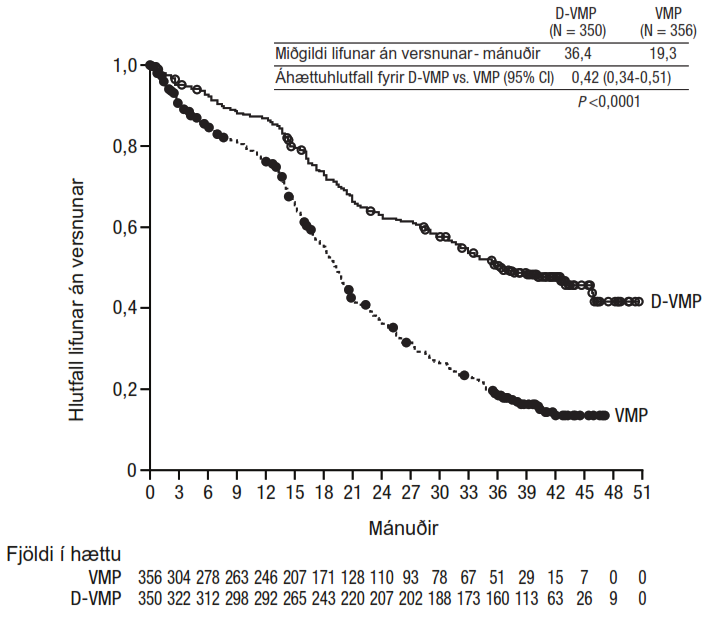 D-VMP VMP
(N = 350) (N = 356)
Miðgildi lifunar án versnunar - mánuðir 36,4 19,3
Áhættuhlutfall fyrir D-VMP vs. VMP (95% CI) 0,42 (0,34-0,51)
P<0,0001
Hlutfall lifunar án versnunar
1,0
0,8
0,6
0,4
0,2
0
D-VMP
VMP
0 3 6 9 12 15 18 21 24 27 30 33 36 39 42 45 48 51
Mánuðir
Fjöldi í hættu
VMP 356 304 278 263 246 207 171 128 110 93 78 67 51 29 15 7 0 0
D-VMP 350 322 312 298 292 265 243 220 207 202 188 173 160 113 63 26 9 0